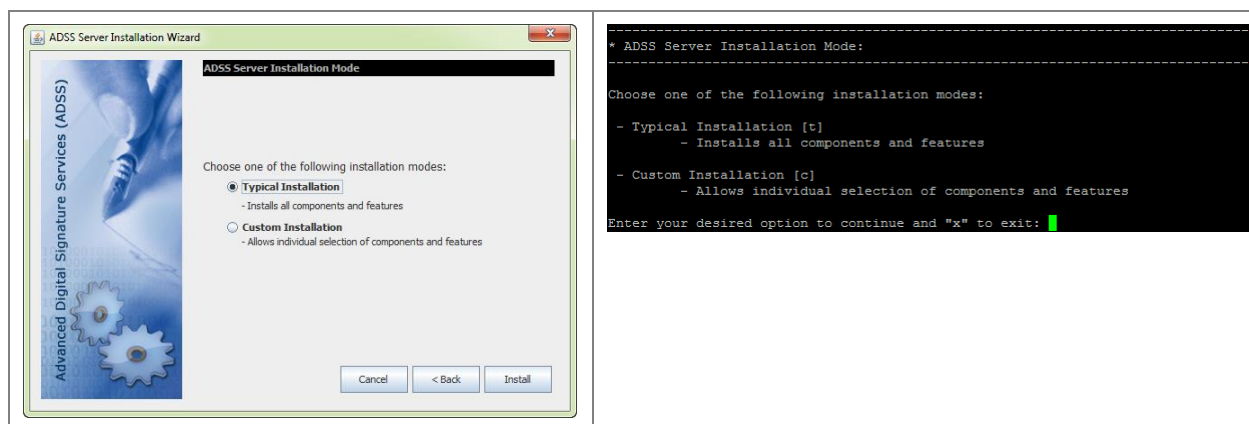 ADSS Server Installation Wizard
Advanced Digital Signature Services (ADSS)
ADSS Server Installation Mode
Choose one of the following installation modes:
Typical Installation
- Installs all components and features
Custom Installation
- Allows individual selection of components and features
Cancel
< Back
Install
* ADSS Server Installation Mode:
Choose one of the following installation modes:
- Typical Installation [t]
- Installs all components and features
- Custom Installation [c]
- Allows individual selection of components and features
Enter your desired option to continue and "x" to exit: